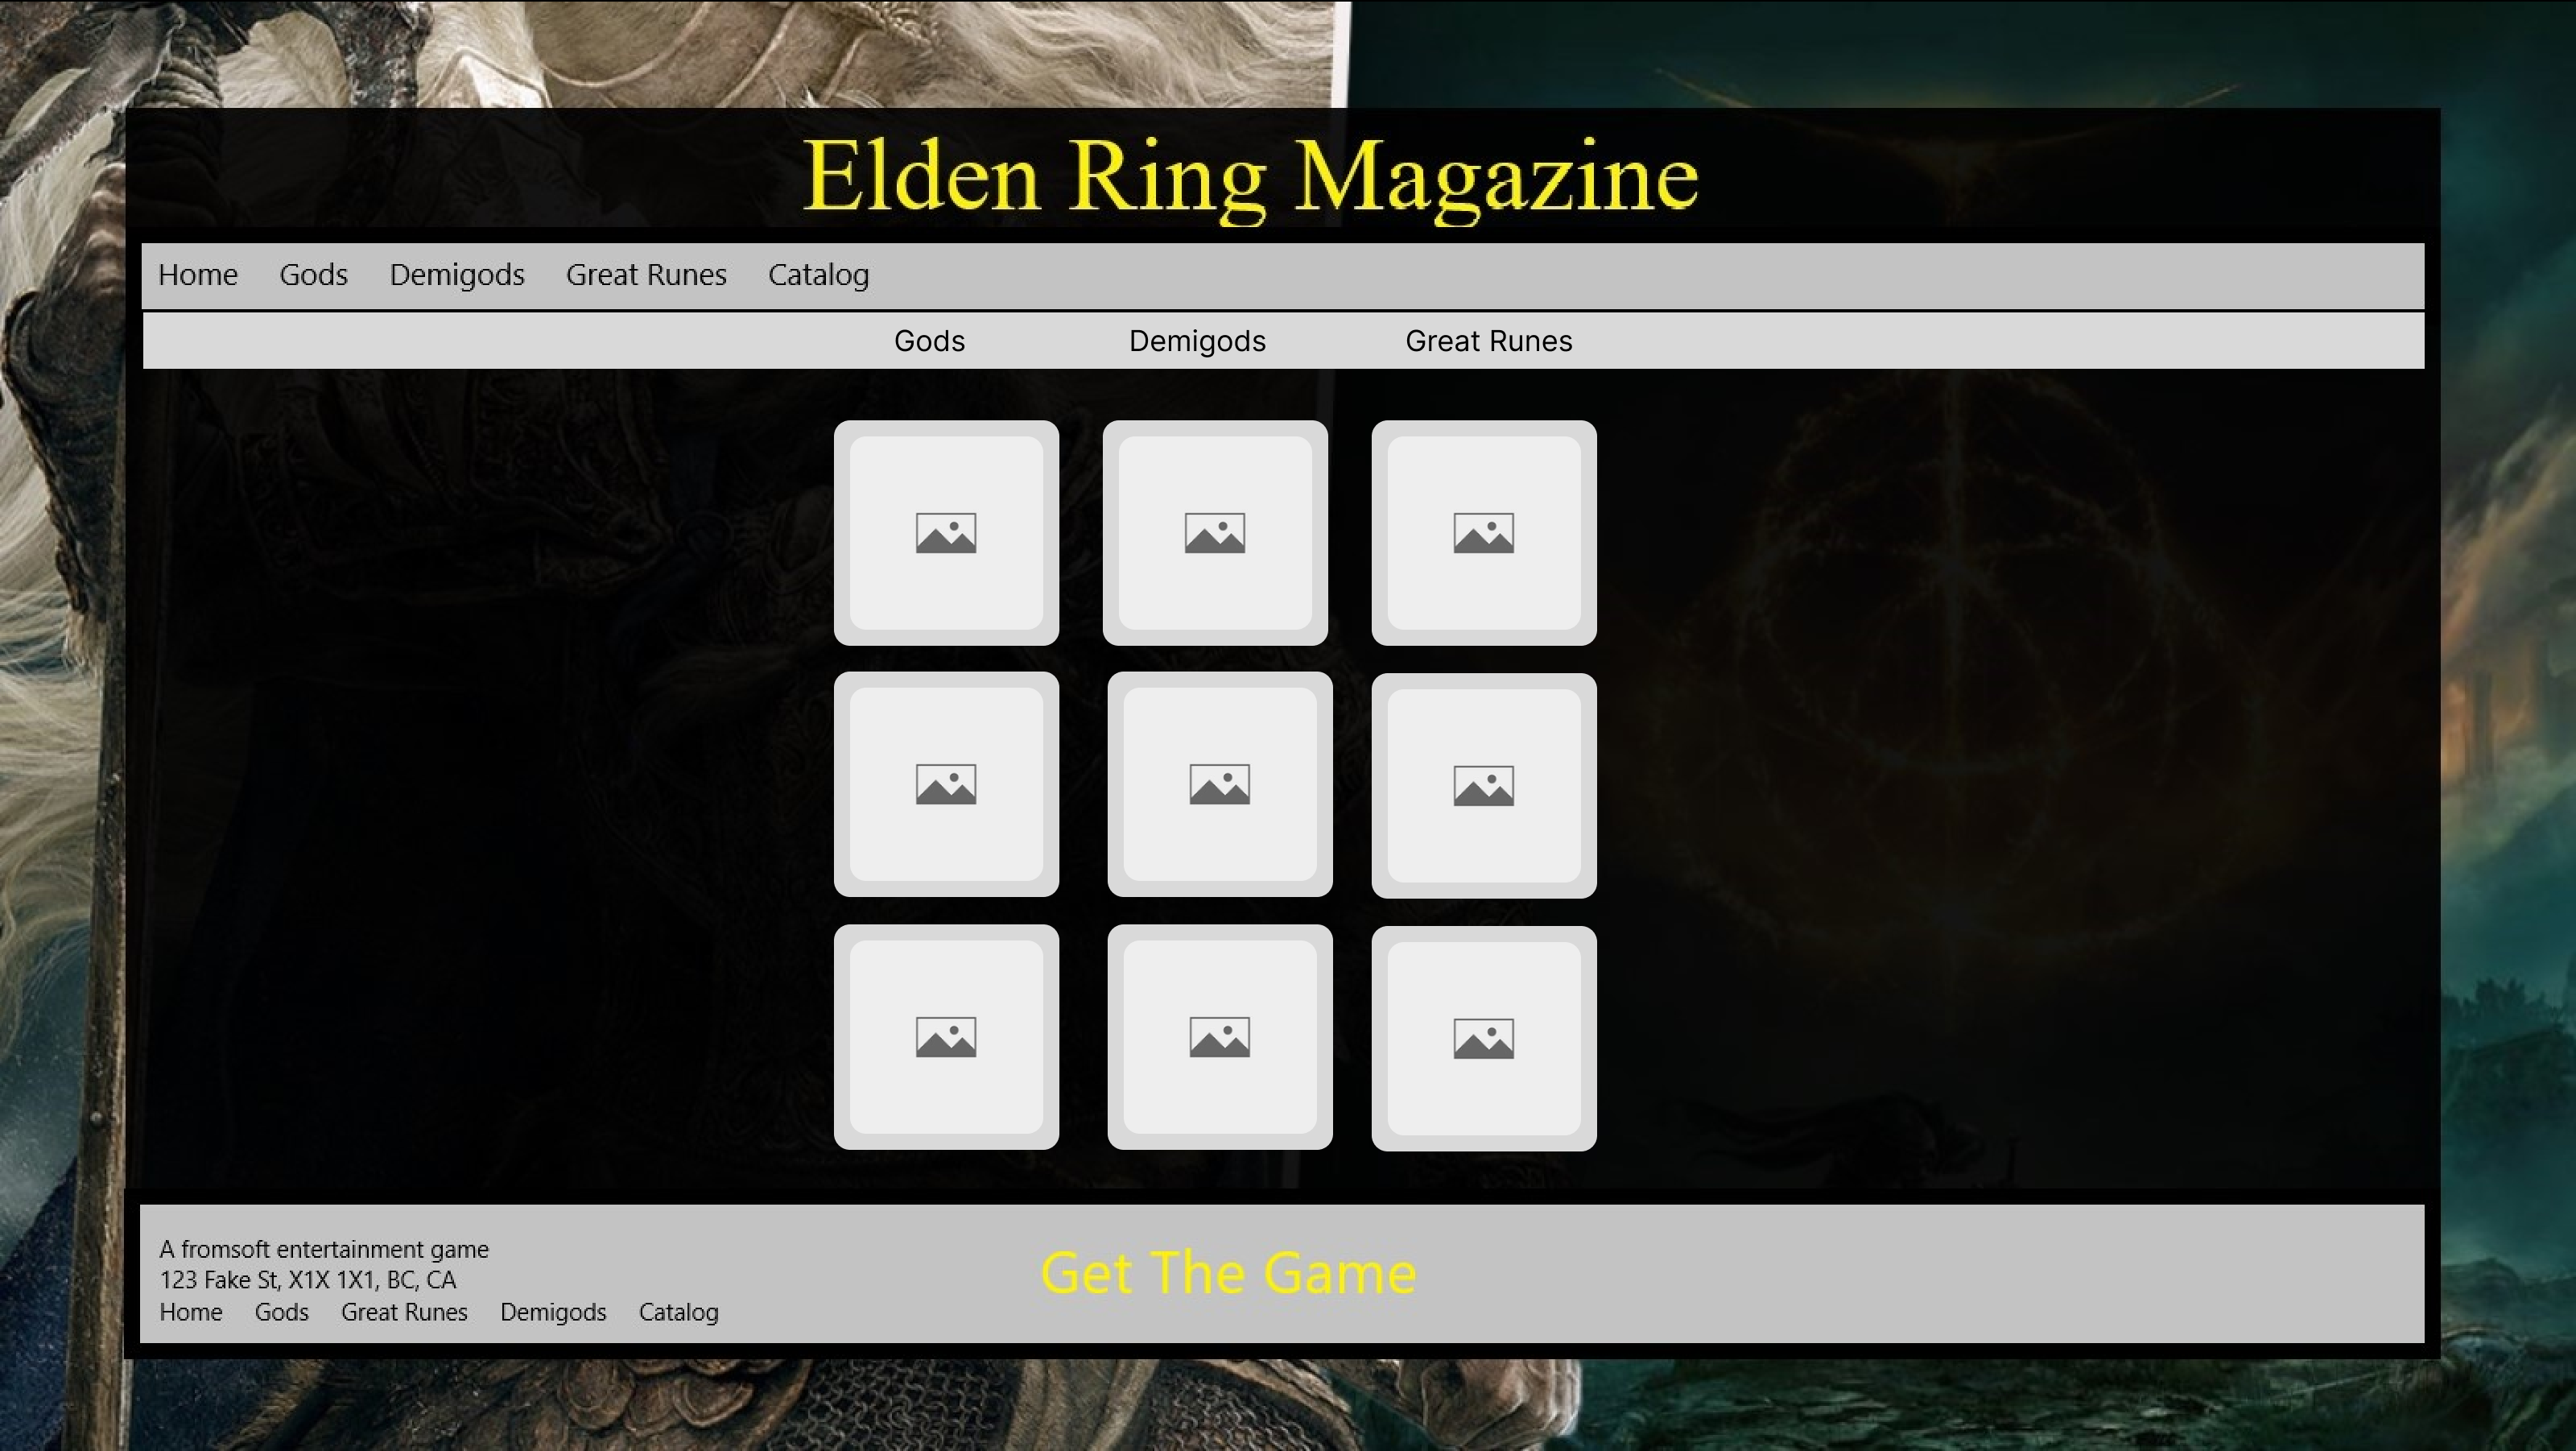 Elden Ring Magazine
Home Gods Demigods Great Runes Catalog
Gods Demigods Great Runes
A fromsoft entertainment game
123 Fake St, X1X 1X1, BC, CA
Home Gods Great Runes Demigods Catalog
Get The Game